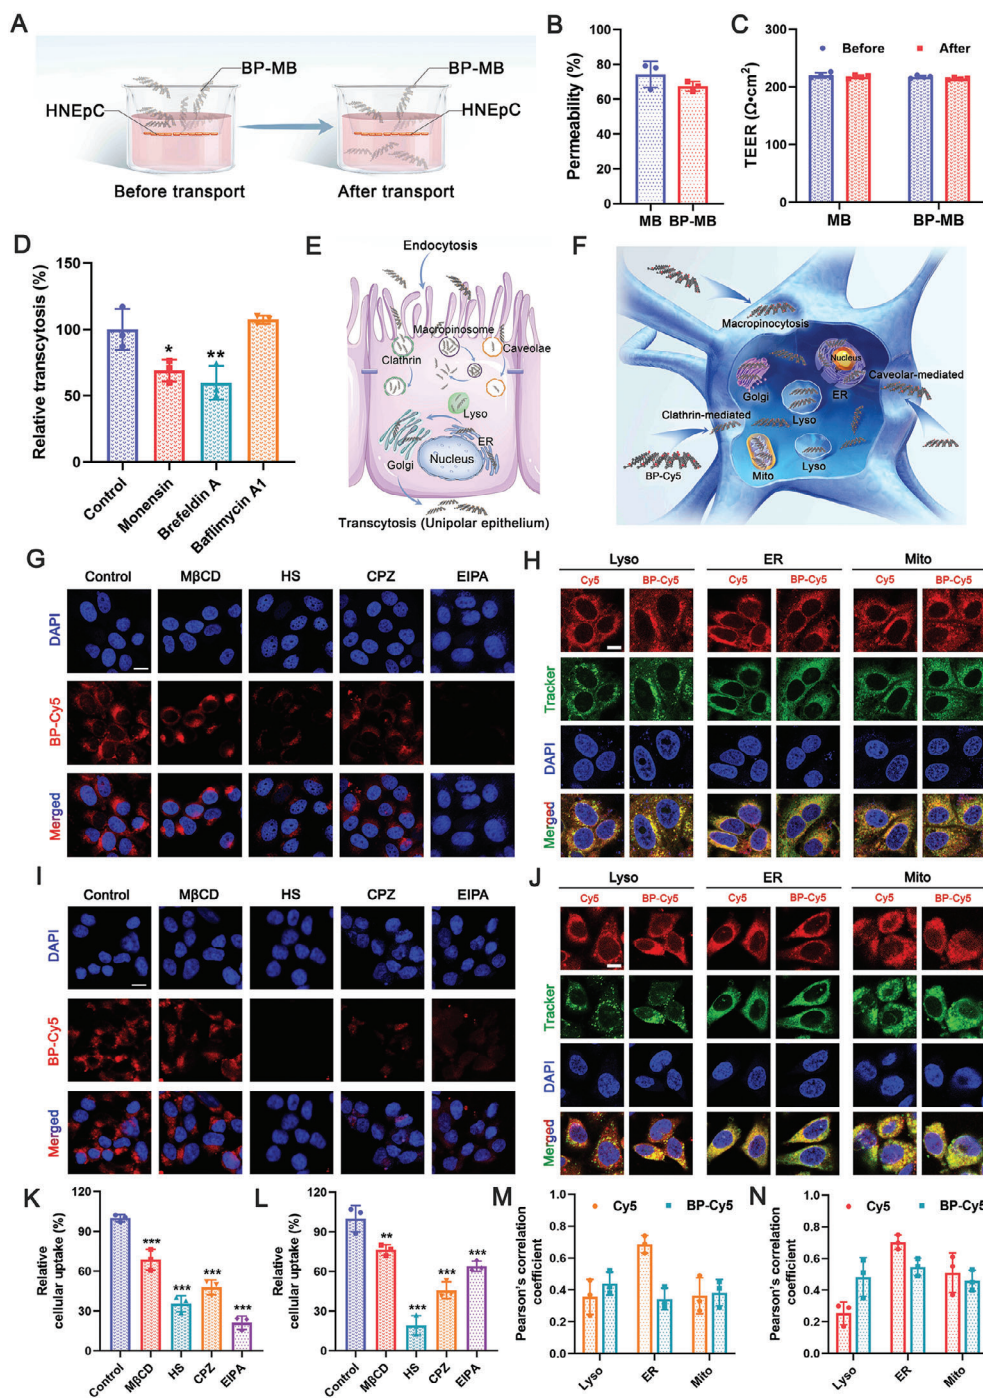 A
BP-MB
BP-MB
HNEpC
HNEpC
Before transport
After transport
B
Permeability (%)
100
80
60
40
20
0
MB
BP-MB
C
Before
After
TEER (Ω•cm²)
300
200
100
0
MB
BP-MB
D
Relative transcytosis (%)
150
100
50
0
*
**
Control
Monensin
Brefeldin A
Baflimycin A1
E
Endocytosis
Macropinosome
Clathrin
Caveolae
Lyso
ER
Golgi
Nucleus
Transcytosis (Unipolar epithelium)
F
Macropinocytosis
Nucleus
Golgi
ER
Caveolar-mediated
Lyso
Clathrin-mediated
Mito
Lyso
BP-Cy5
G
Control
MβCD
HS
CPZ
EIPA
DAPI
BP-Cy5
Merged
H
Lyso
ER
Mito
Cy5
BP-Cy5
Cy5
BP-Cy5
Cy5
BP-Cy5
Tracker
DAPI
Merged
I
Control
MβCD
HS
CPZ
EIPA
DAPI
BP-Cy5
Merged
J
Lyso
ER
Mito
Cy5
BP-Cy5
Cy5
BP-Cy5
Cy5
BP-Cy5
Tracker
DAPI
Merged
K
Relative
cellular uptake (%)
120
90
60
30
0
***
***
***
***
Control
MβCD
HS
CPZ
EIPA
L
Relative
cellular uptake (%)
120
90
60
30
0
**
***
***
***
Control
MβCD
HS
CPZ
EIPA
M
Cy5
BP-Cy5
Pearson's correlation
coefficient
1.0
0.8
0.6
0.4
0.2
0.0
Lyso
ER
Mito
N
Cy5
BP-Cy5
Pearson's correlation
coefficient
1.0
0.8
0.6
0.4
0.2
0.0
Lyso
ER
Mito